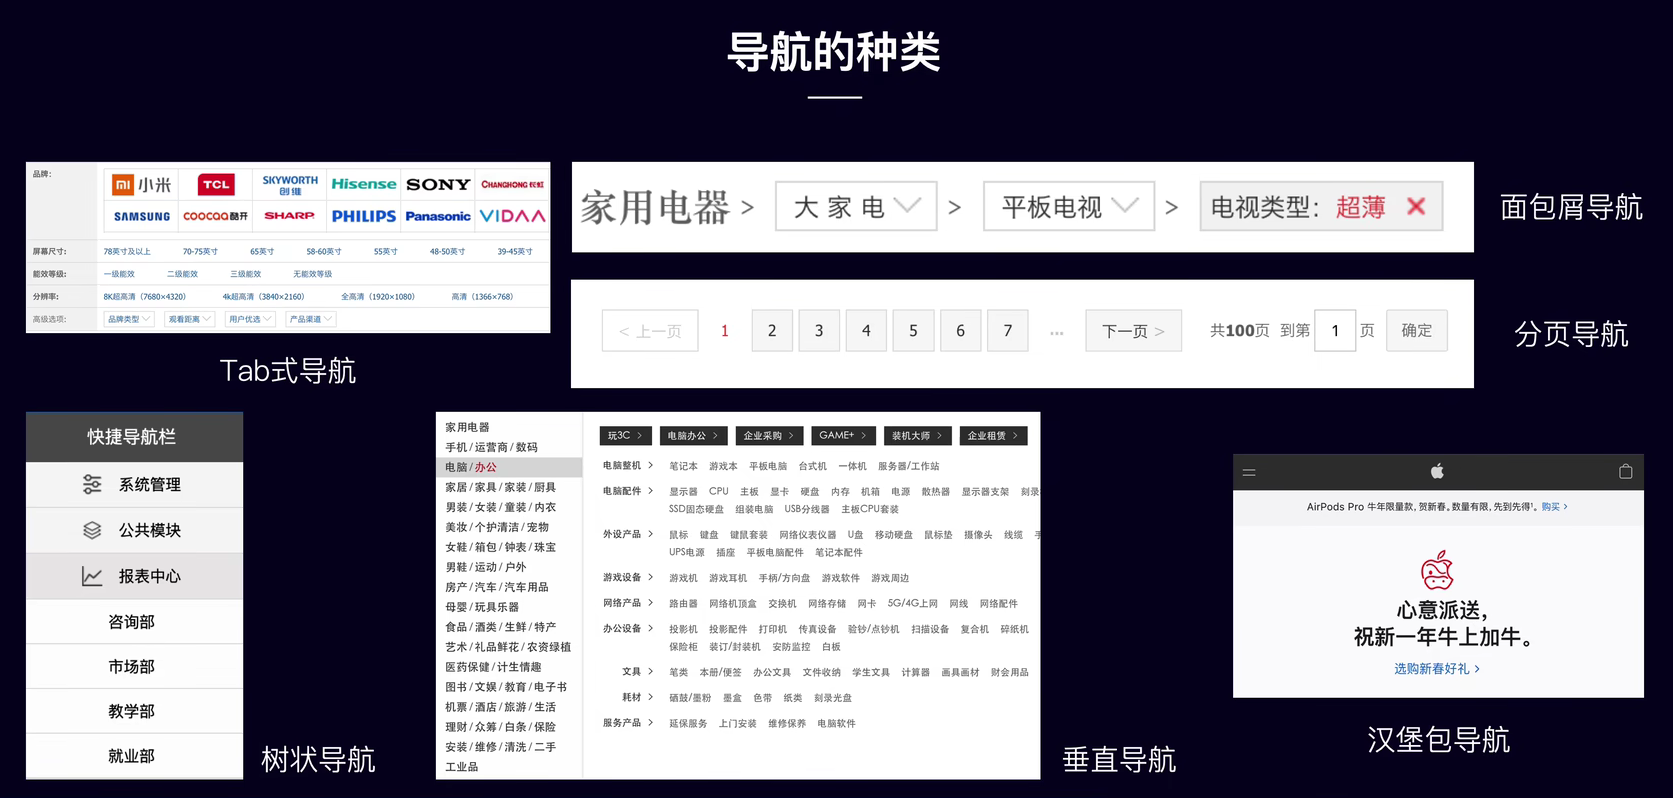 导航的种类
品牌:
小米 TCL SKYWORTH 创维 Hisense SONY CHANGHONG 长虹
SAMSUNG COOCAA酷开 SHARP PHILIPS Panasonic VIDAA
屏幕尺寸: 78英寸及以上 70-75英寸 65英寸 58-60英寸 55英寸 48-50英寸 39-45英寸
能效等级: 一级能效 二级能效 三级能效 无能效等级
分辨率: 8K超高清（7680×4320） 4k超高清（3840×2160） 全高清（1920×1080） 高清（1366×768）
高级选项: 品牌类型 观看距离 用户优选 产品渠道
Tab式导航
家用电器 > 大 家 电 > 平板电视 > 电视类型：超薄 ×
面包屑导航
< 上一页 1 2 3 4 5 6 7 ... 下一页 > 共100页 到第 1 页 确定
分页导航
快捷导航栏
系统管理
公共模块
报表中心
咨询部
市场部
教学部
就业部
树状导航
家用电器
手机 / 运营商 / 数码
电脑 / 办公
家居 / 家具 / 家装 / 厨具
男装 / 女装 / 童装 / 内衣
美妆 / 个护清洁 / 宠物
女鞋 / 箱包 / 钟表 / 珠宝
男鞋 / 运动 / 户外
房产 / 汽车 / 汽车用品
母婴 / 玩具乐器
食品 / 酒类 / 生鲜 / 特产
艺术 / 礼品鲜花 / 农资绿植
医药保健 / 计生情趣
图书 / 文娱 / 教育 / 电子书
机票 / 酒店 / 旅游 / 生活
理财 / 众筹 / 白条 / 保险
安装 / 维修 / 清洗 / 二手
工业品
玩3C > 电脑办公 > 企业采购 > GAME+ > 装机大师 > 企业租赁 >
电脑整机 > 笔记本 游戏本 平板电脑 台式机 一体机 服务器/工作站
电脑配件 > 显示器 CPU 主板 显卡 硬盘 内存 机箱 电源 散热器 显示器支架 刻录
SSD固态硬盘 组装电脑 USB分线器 主板CPU套装
外设产品 > 鼠标 键盘 键鼠套装 网络仪表仪器 U盘 移动硬盘 鼠标垫 摄像头 线缆 手
UPS电源 插座 平板电脑配件 笔记本配件
游戏设备 > 游戏机 游戏耳机 手柄/方向盘 游戏软件 游戏周边
网络产品 > 路由器 网络机顶盒 交换机 网络存储 网卡 5G/4G上网 网线 网络配件
办公设备 > 投影机 投影配件 打印机 传真设备 验钞/点钞机 扫描设备 复合机 碎纸机
保险柜 装订/封装机 安防监控 白板
文具 > 笔类 本册/便签 办公文具 文件收纳 学生文具 计算器 画具画材 财会用品
耗材 > 硒鼓/墨粉 墨盒 色带 纸类 刻录光盘
服务产品 > 延保服务 上门安装 维修保养 电脑软件
垂直导航
AirPods Pro 牛年限量款，贺新春。数量有限，先到先得¹。 购买 >
心意派送，
祝新一年牛上加牛。
选购新春好礼 >
汉堡包导航